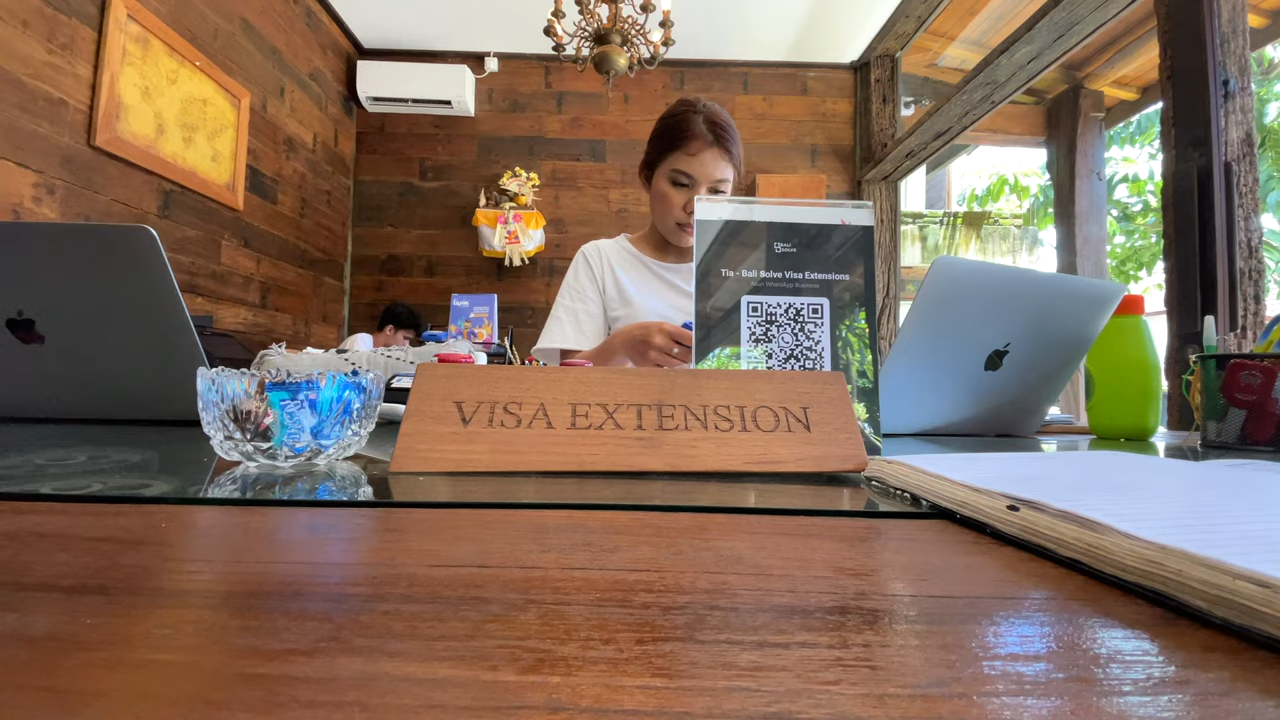 BALI
SOLVE
Tia - Bali Solve Visa Extensions
Akun WhatsApp Business
VISA EXTENSION